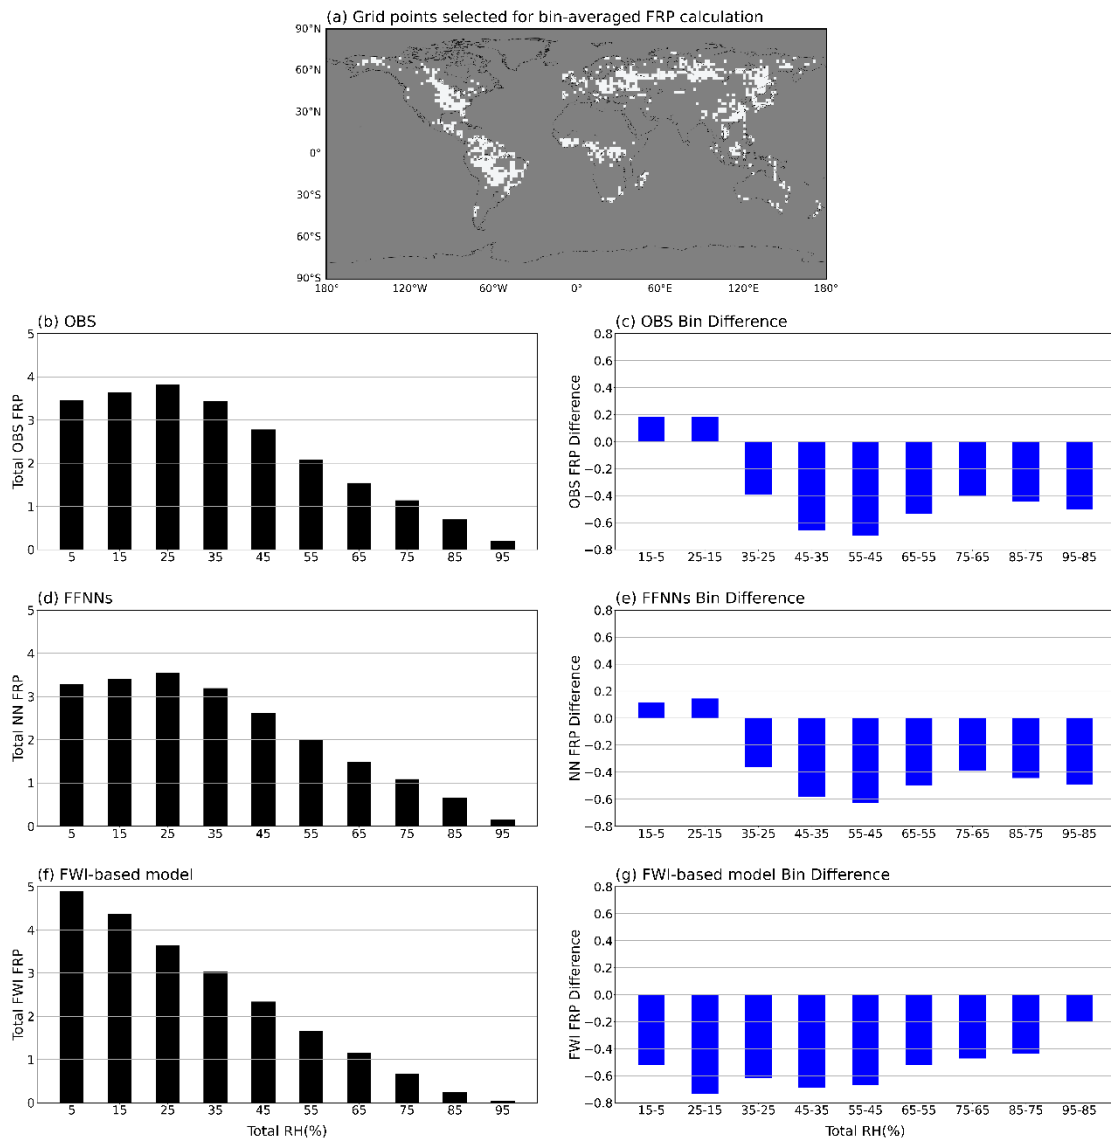 (a) Grid points selected for bin-averaged FRP calculation
90°N
60°N
30°N
0°
30°S
60°S
90°S
180° 120°W 60°W 0° 60°E 120°E 180°
(b) OBS
Total OBS FRP
5
4
3
2
1
0
5 15 25 35 45 55 65 75 85 95
(c) OBS Bin Difference
OBS FRP Difference
0.8
0.6
0.4
0.2
0.0
−0.2
−0.4
−0.6
−0.8
15-5 25-15 35-25 45-35 55-45 65-55 75-65 85-75 95-85
(d) FFNNs
Total NN FRP
5
4
3
2
1
0
5 15 25 35 45 55 65 75 85 95
(e) FFNNs Bin Difference
NN FRP Difference
0.8
0.6
0.4
0.2
0.0
−0.2
−0.4
−0.6
−0.8
15-5 25-15 35-25 45-35 55-45 65-55 75-65 85-75 95-85
(f) FWI-based model
Total FWI FRP
5
4
3
2
1
0
5 15 25 35 45 55 65 75 85 95
Total RH(%)
(g) FWI-based model Bin Difference
FWI FRP Difference
0.8
0.6
0.4
0.2
0.0
−0.2
−0.4
−0.6
−0.8
15-5 25-15 35-25 45-35 55-45 65-55 75-65 85-75 95-85
Total RH(%)